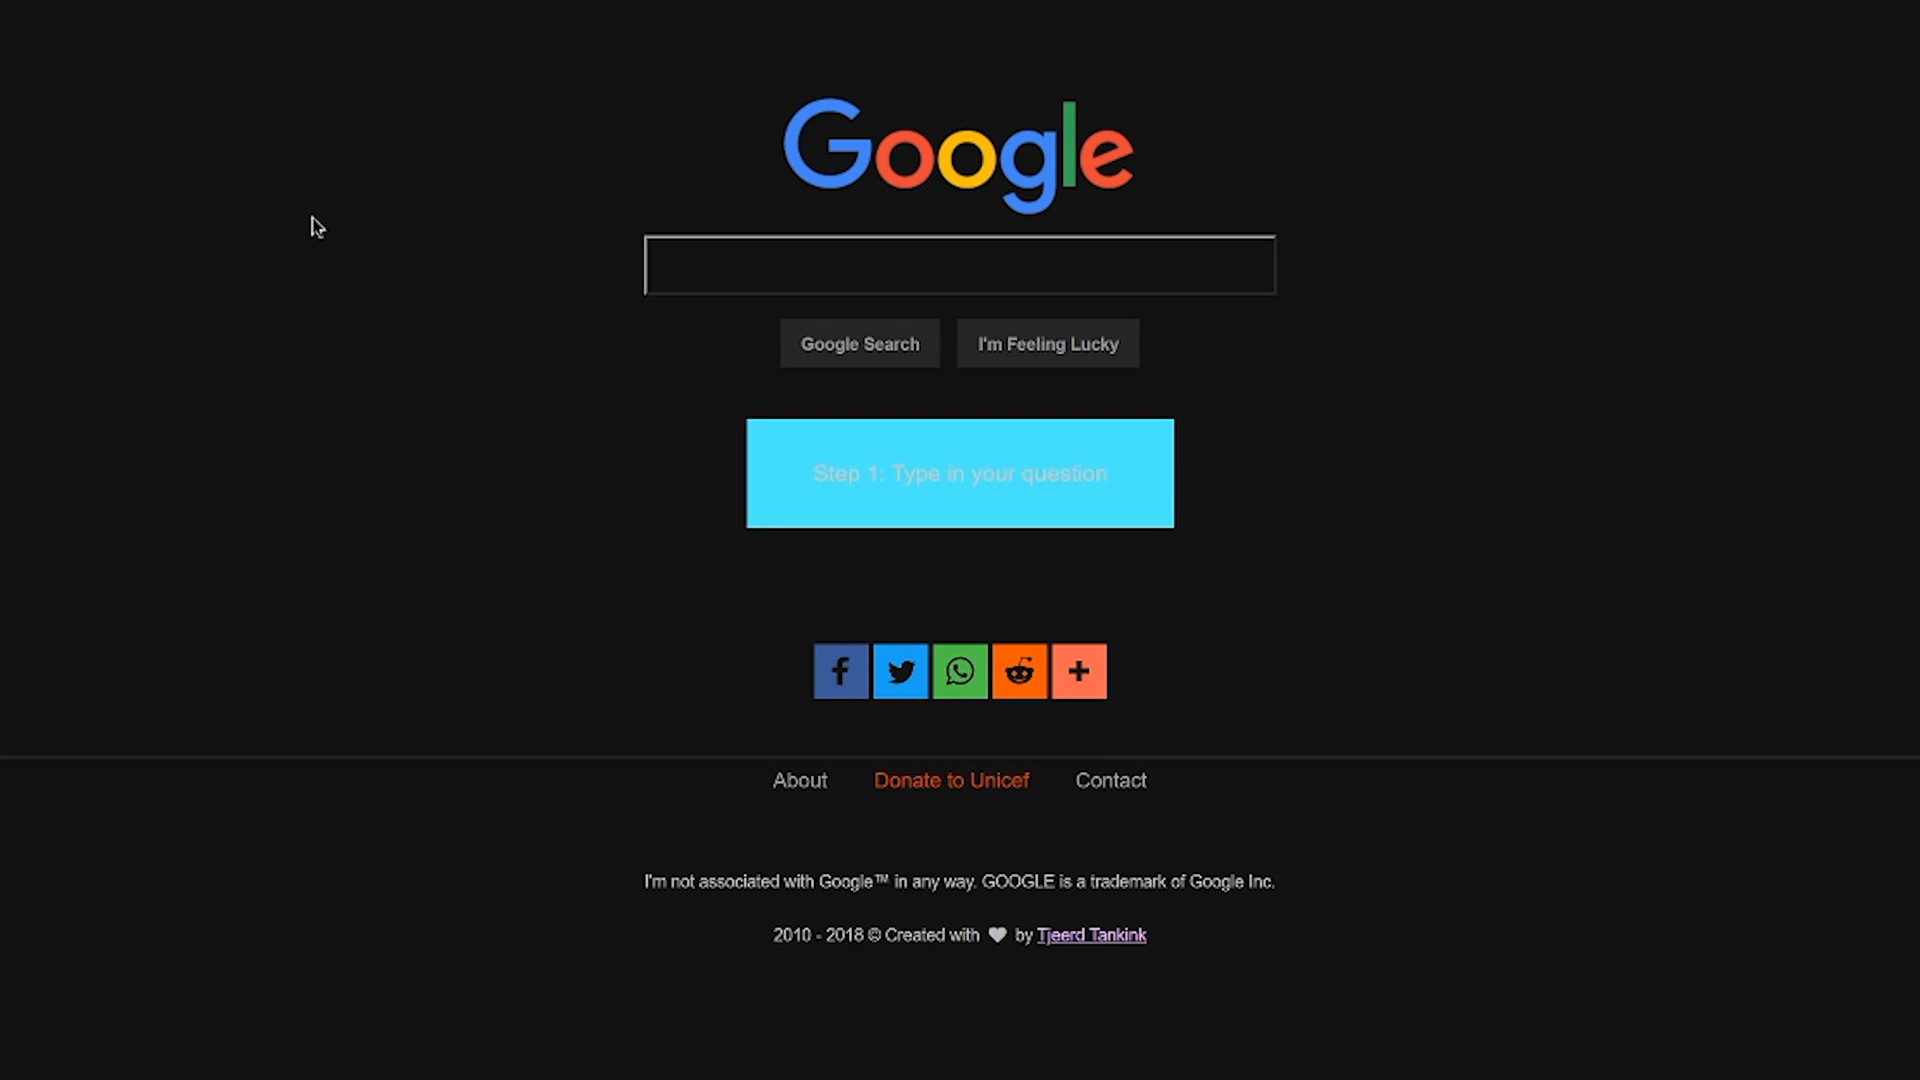 Google
Google Search
I'm Feeling Lucky
Step 1: Type in your question
About
Donate to Unicef
Contact
I'm not associated with Google™ in any way. GOOGLE is a trademark of Google Inc.
2010 - 2018 © Created with ♥ by Tjeerd Tankink